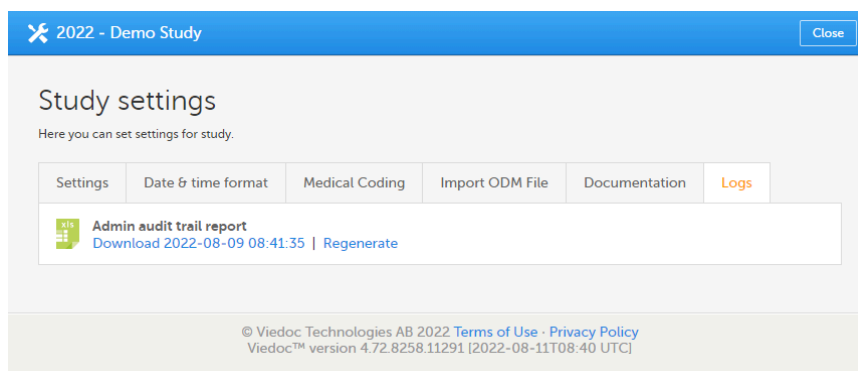 2022 - Demo Study
Close
Study settings
Here you can set settings for study.
Settings
Date & time format
Medical Coding
Import ODM File
Documentation
Logs
xls
Admin audit trail report
Download 2022-08-09 08:41:35 | Regenerate
© Viedoc Technologies AB 2022 Terms of Use · Privacy Policy
Viedoc™ version 4.72.8258.11291 [2022-08-11T08:40 UTC]